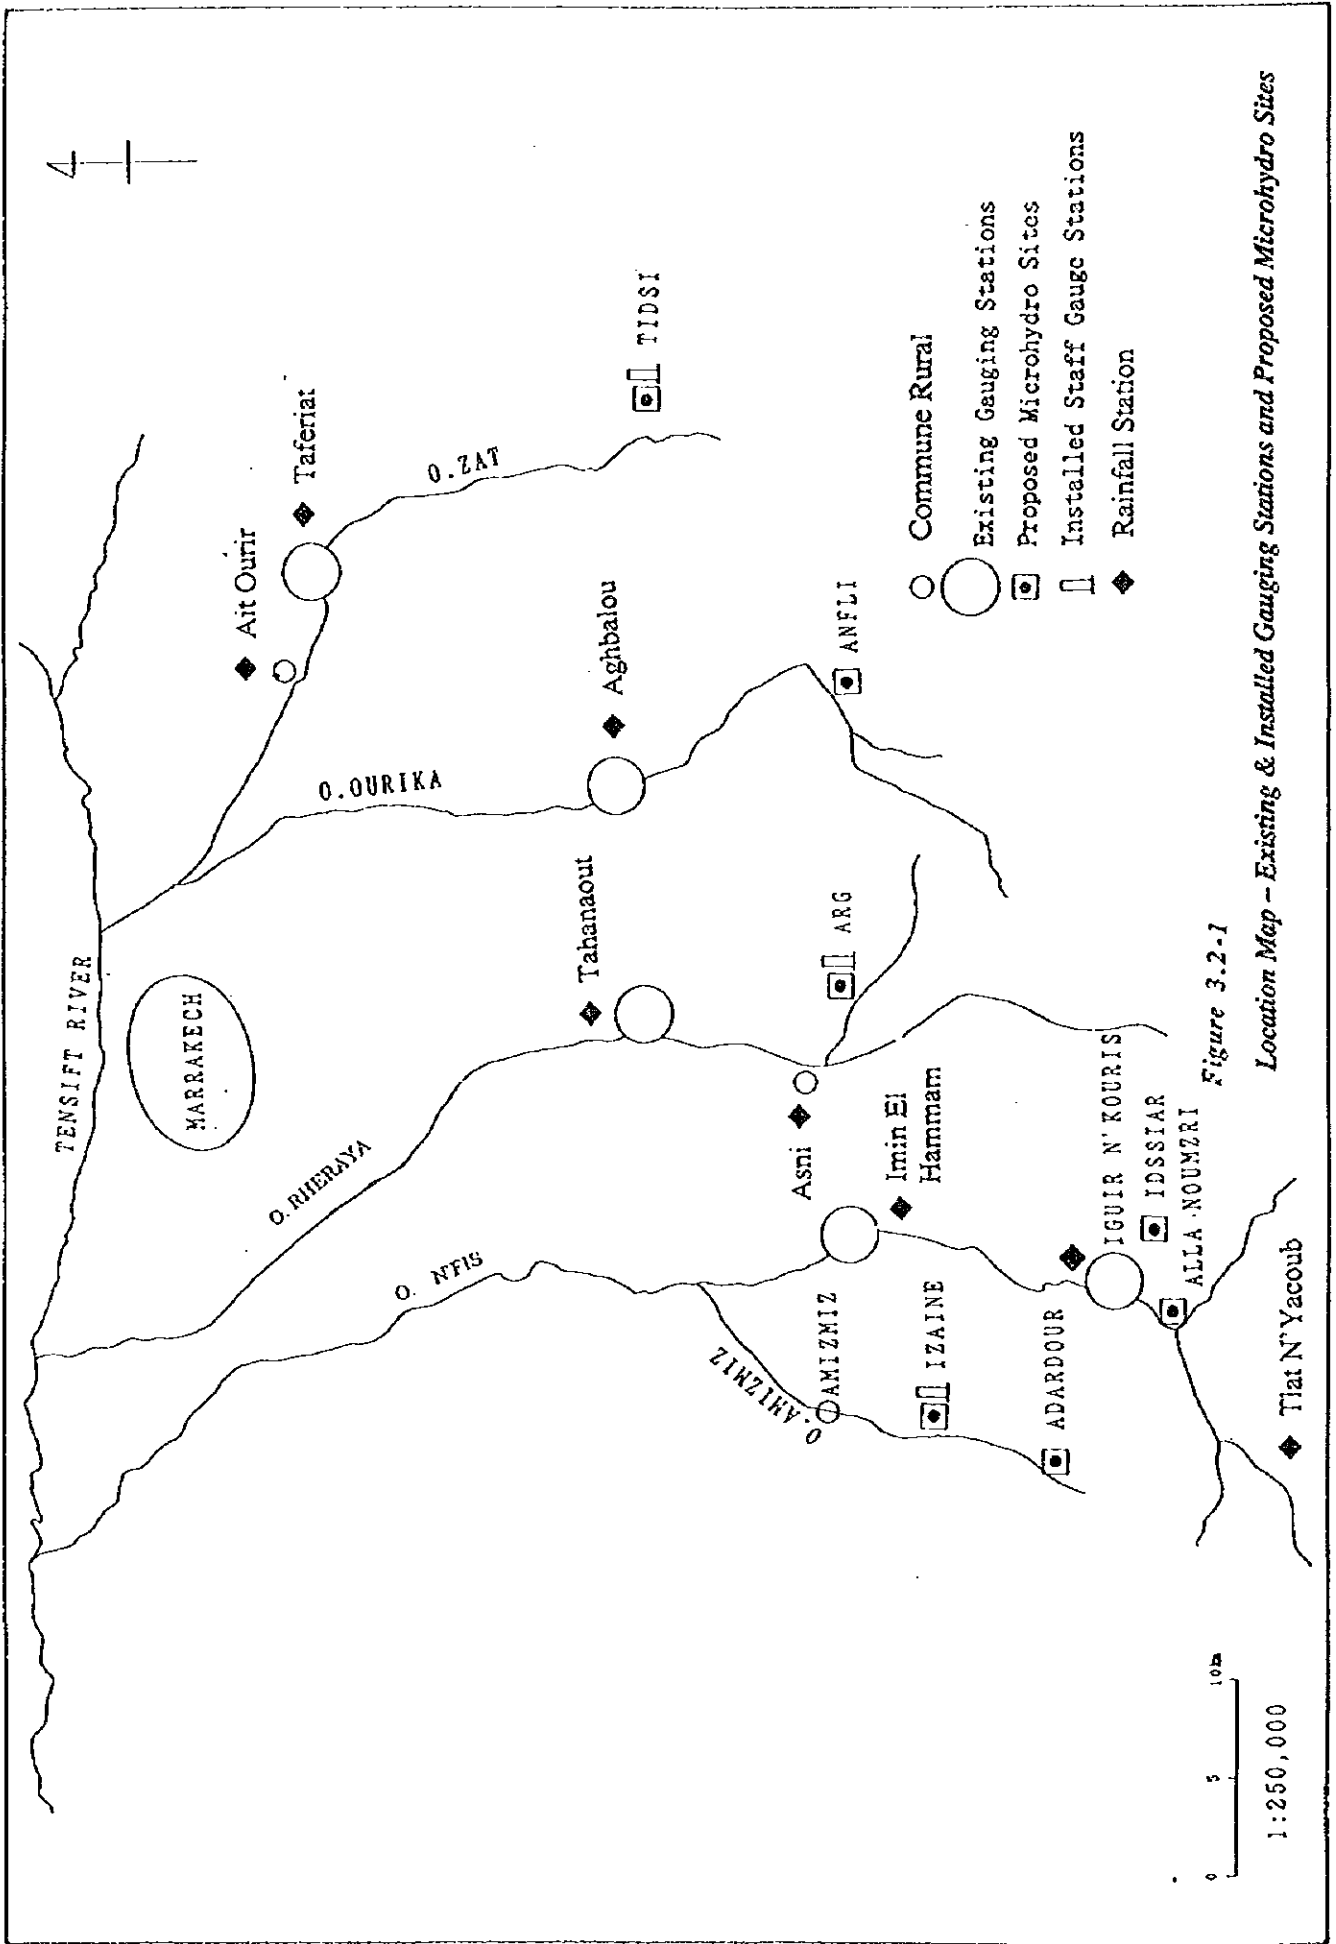 4
TENSIFT RIVER
MARRAKECH
Ait Ourir
Taferiat
O. RHERAYA
O.OURIKA
O.ZAT
O. N'FIS
Tahanaout
Aghbalou
TIDSI
O.AMIZMIZ
AMIZMIZ
Asni
ARG
ANFLI
IZAINE
Imin El
Hammam
ADARDOUR
IGUIR N'KOURIS
IDSSIAR
ALLA NOUMZRI
Tlat N'Yacoub
Commune Rural
Existing Gauging Stations
Proposed Microhydro Sites
Installed Staff Gauge Stations
Rainfall Station
0 5 10km
1:250,000
Figure 3.2-1
Location Map – Existing & Installed Gauging Stations and Proposed Microhydro Sites